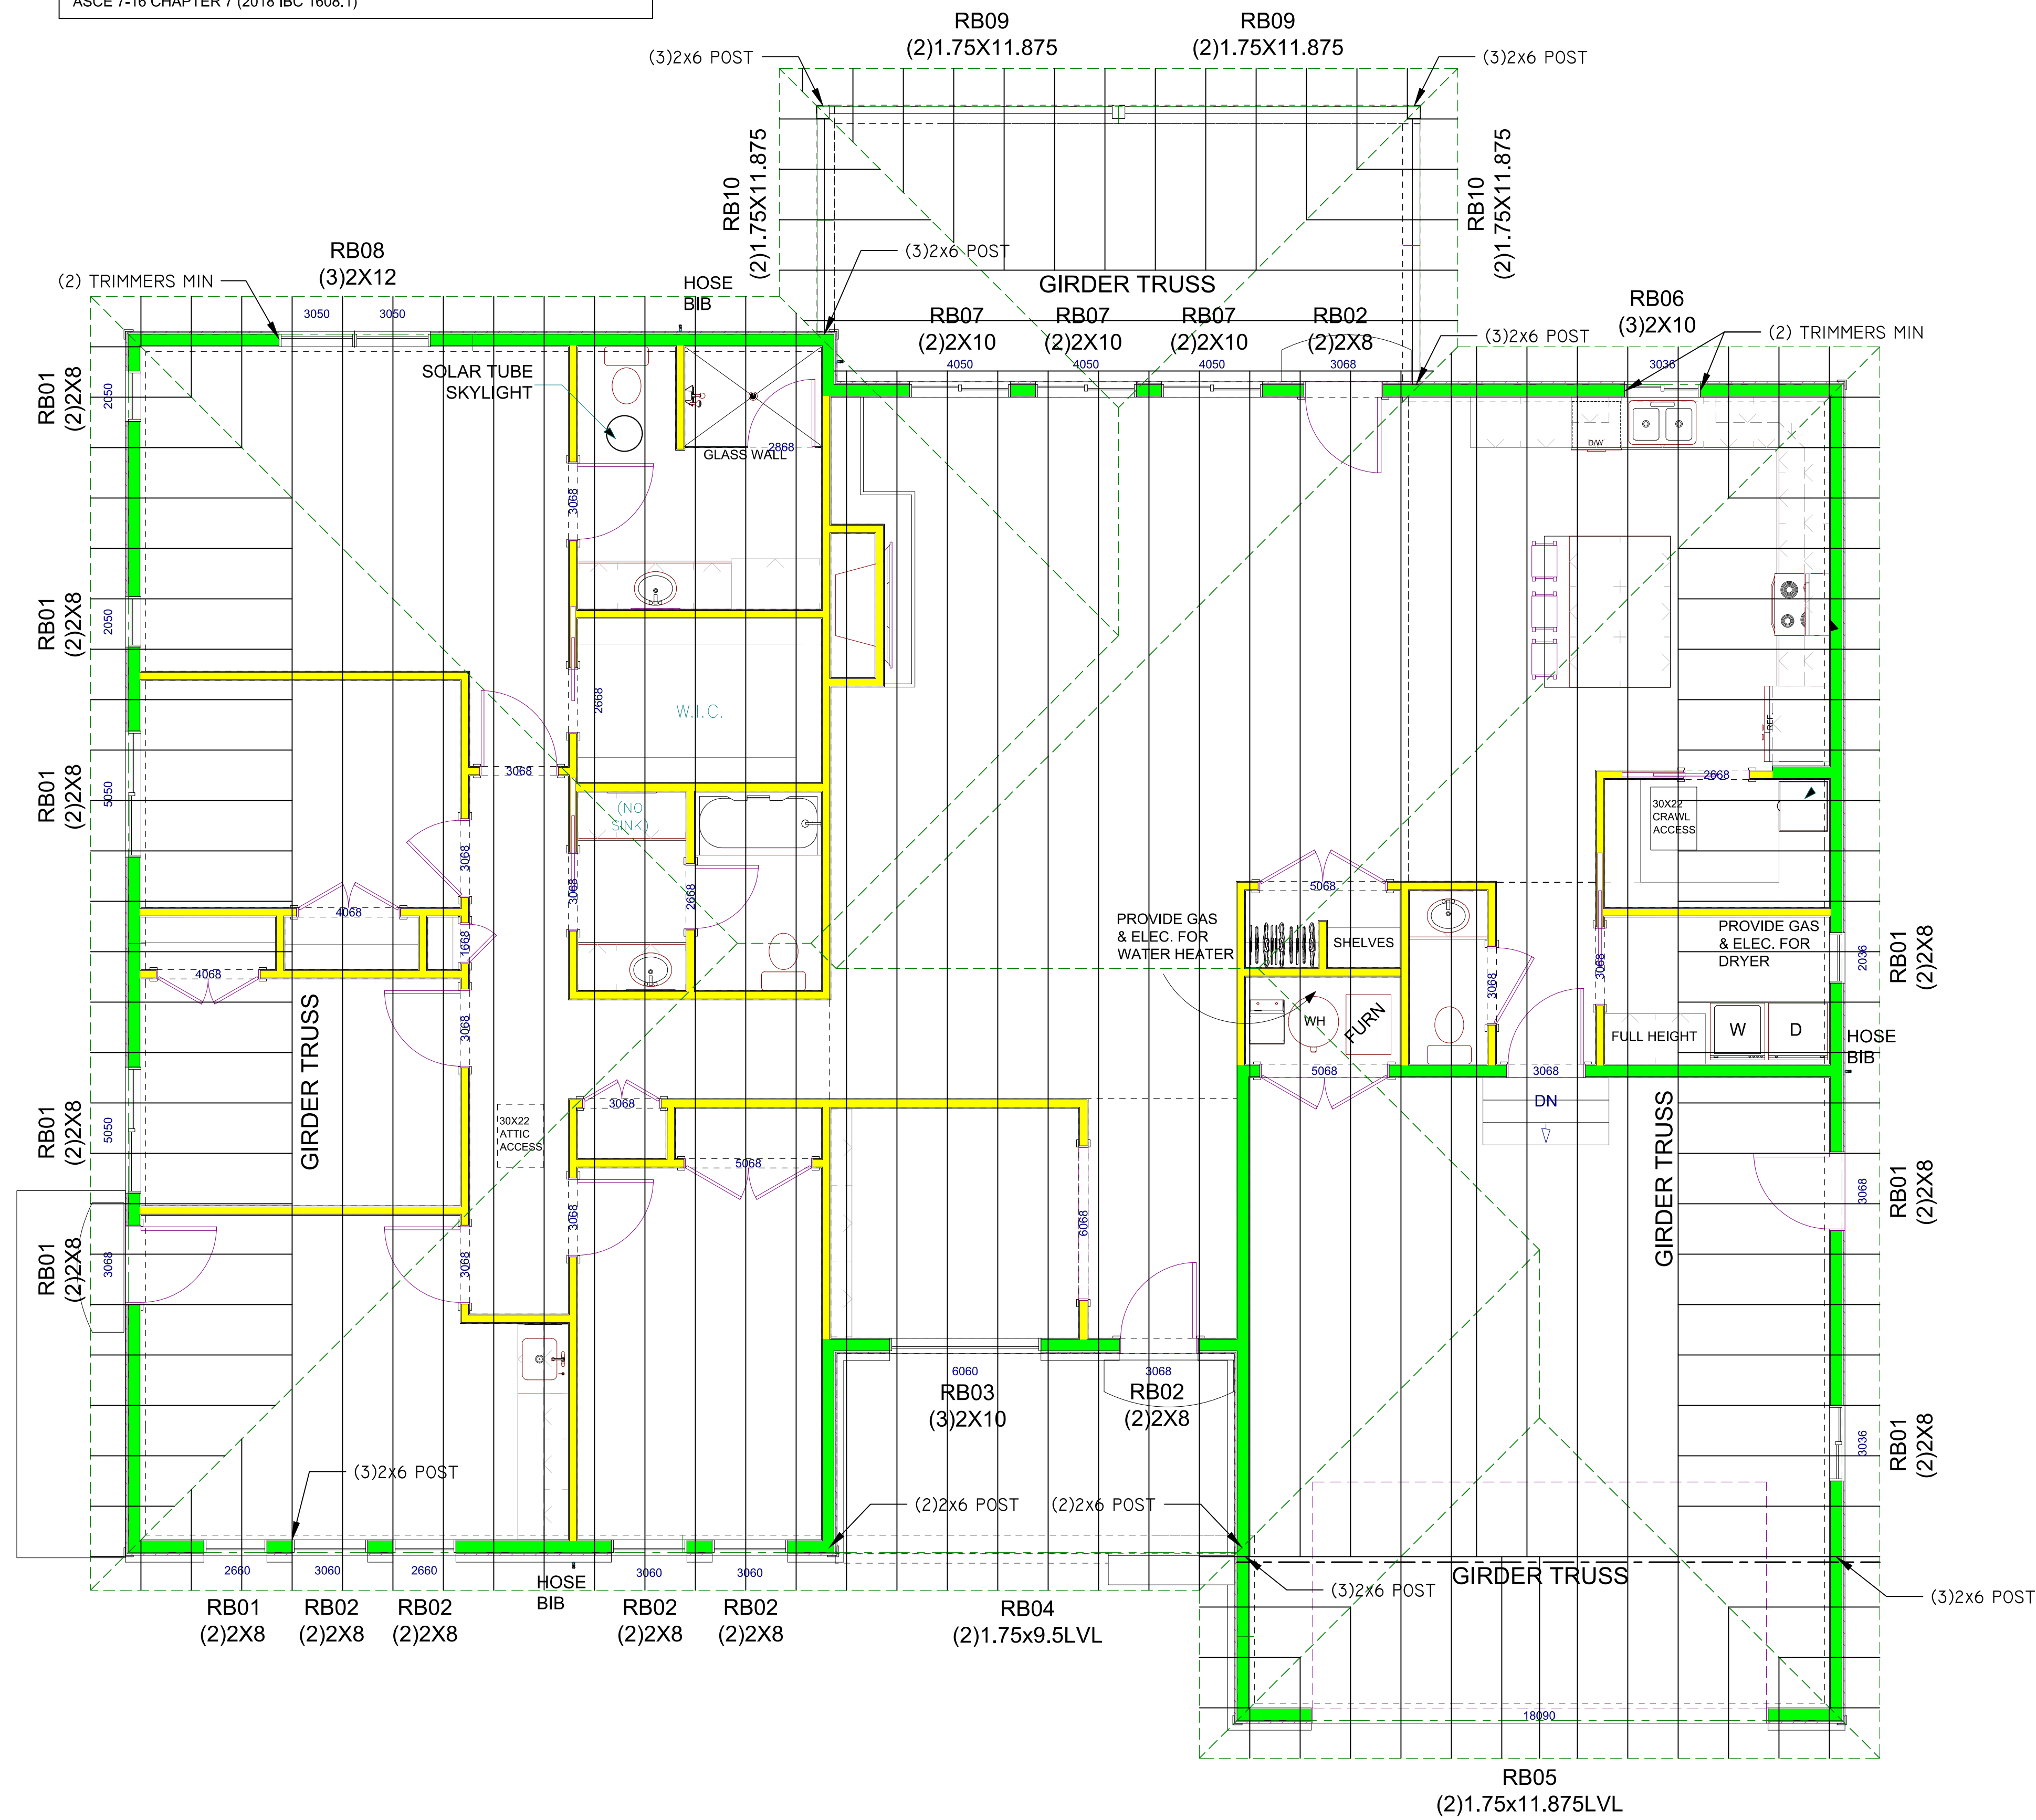 ASCE 7-16 CHAPTER 7 (2018 IBC 1608.1)
RB09
(2)1.75X11.875
RB09
(2)1.75X11.875
(3)2x6 POST
(3)2x6 POST
RB10
(2)1.75X11.875
RB10
(2)1.75X11.875
RB08
(3)2X12
(3)2x6 POST
(2) TRIMMERS MIN
HOSE
BIB
GIRDER TRUSS
RB06
(3)2X10
3050
3050
RB07
(2)2X10
RB07
(2)2X10
RB07
(2)2X10
RB02
(2)2X8
(3)2x6 POST
(2) TRIMMERS MIN
4050
4050
4050
3068
3036
RB01
(2)2X8
2050
SOLAR TUBE
SKYLIGHT
2868
GLASS WALL
D/W
3068
RB01
(2)2X8
2050
2668
W.I.C.
REF.
RB01
(2)2X8
5050
3068
2668
(NO
SINK)
30X22
CRAWL
ACCESS
3068
3068
2668
5068
4068
1668
PROVIDE GAS
& ELEC. FOR
WATER HEATER
SHELVES
PROVIDE GAS
& ELEC. FOR
DRYER
2036
RB01
(2)2X8
4068
3068
3068
3068
GIRDER TRUSS
WH
FURN
FULL HEIGHT
W
D
HOSE
BIB
5068
3068
DN
RB01
(2)2X8
5050
30X22
ATTIC
ACCESS
3068
5068
GIRDER TRUSS
3068
RB01
(2)2X8
3068
6068
RB01
(2)2X8
3068
3068
6060
RB03
(3)2X10
3068
RB02
(2)2X8
3036
RB01
(2)2X8
(3)2x6 POST
(2)2x6 POST
(2)2x6 POST
2660
3060
2660
HOSE
BIB
3060
3060
GIRDER TRUSS
(3)2x6 POST
(3)2x6 POST
RB01
(2)2X8
RB02
(2)2X8
RB02
(2)2X8
RB02
(2)2X8
RB02
(2)2X8
RB04
(2)1.75x9.5LVL
18090
RB05
(2)1.75x11.875LVL